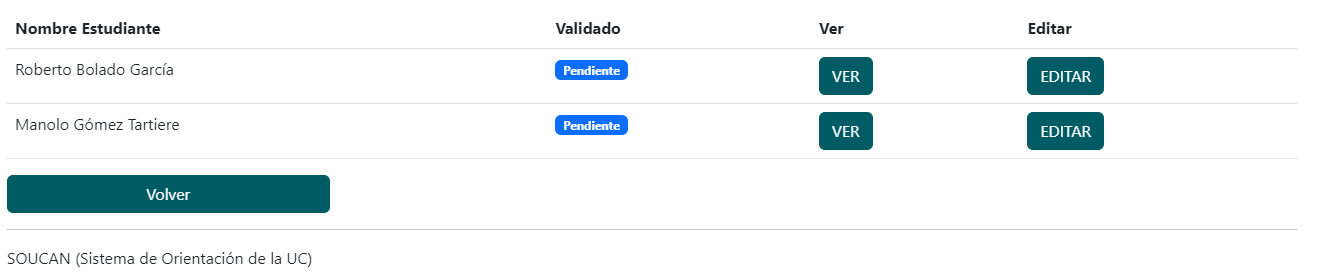 Nombre Estudiante Validado Ver Editar
Roberto Bolado García Pendiente VER EDITAR
Manolo Gómez Tartiere Pendiente VER EDITAR
Volver
SOUCAN (Sistema de Orientación de la UC)